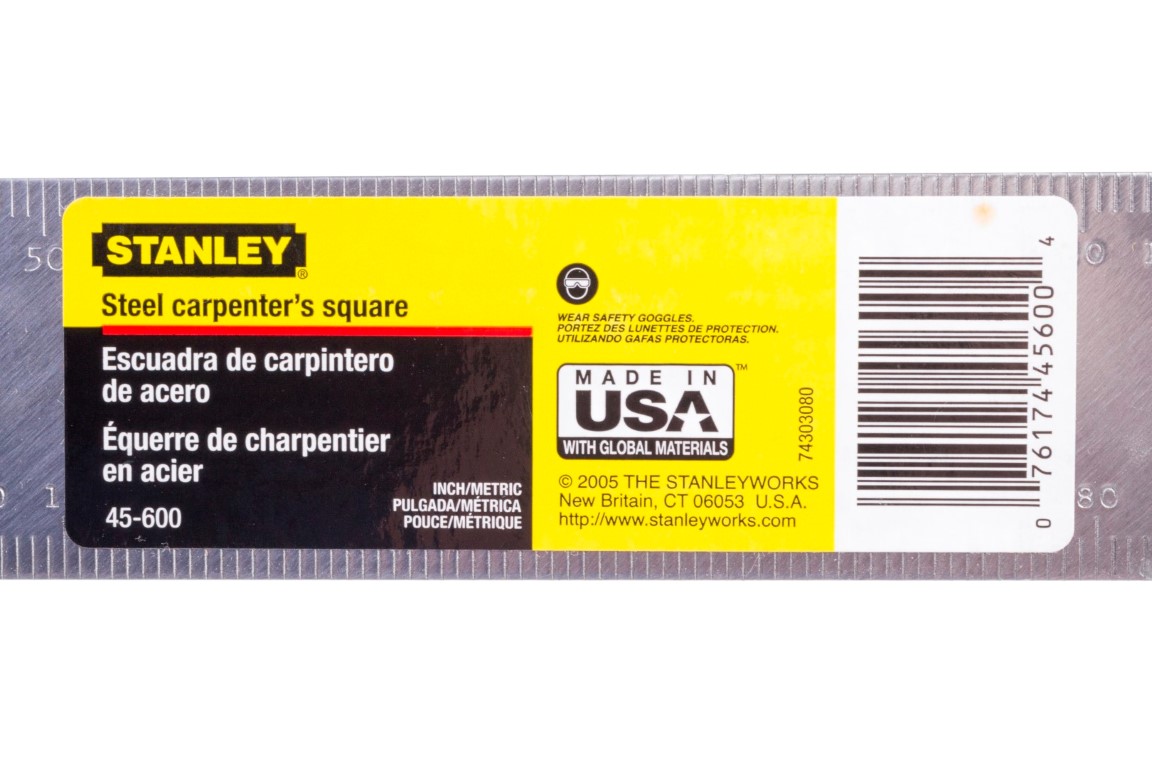 STANLEY®
Steel carpenter's square
Escuadra de carpintero
de acero
Équerre de charpentier
en acier
45-600
INCH/METRIC
PULGADA/MÉTRICA
POUCE/MÉTRIQUE
WEAR SAFETY GOGGLES.
PORTEZ DES LUNETTES DE PROTECTION.
UTILIZANDO GAFAS PROTECTORAS.
MADE IN ™
USA
WITH GLOBAL MATERIALS
74303080
© 2005 THE STANLEYWORKS
New Britain, CT 06053 U.S.A.
http://www.stanleyworks.com
0 76174 45600 4
50
0
1
80